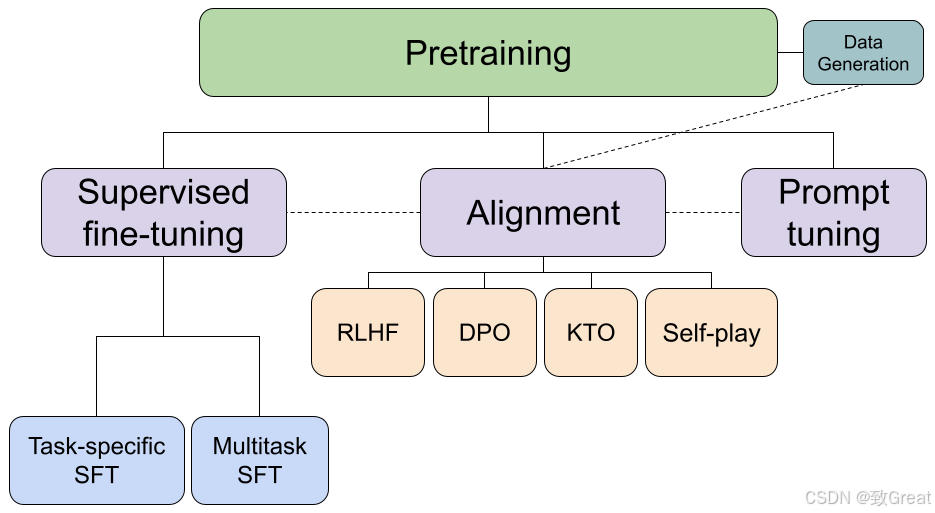 Pretraining
Data
Generation
Supervised
fine-tuning
Alignment
Prompt
tuning
RLHF
DPO
KTO
Self-play
Task-specific
SFT
Multitask
SFT
CSDN @致Great